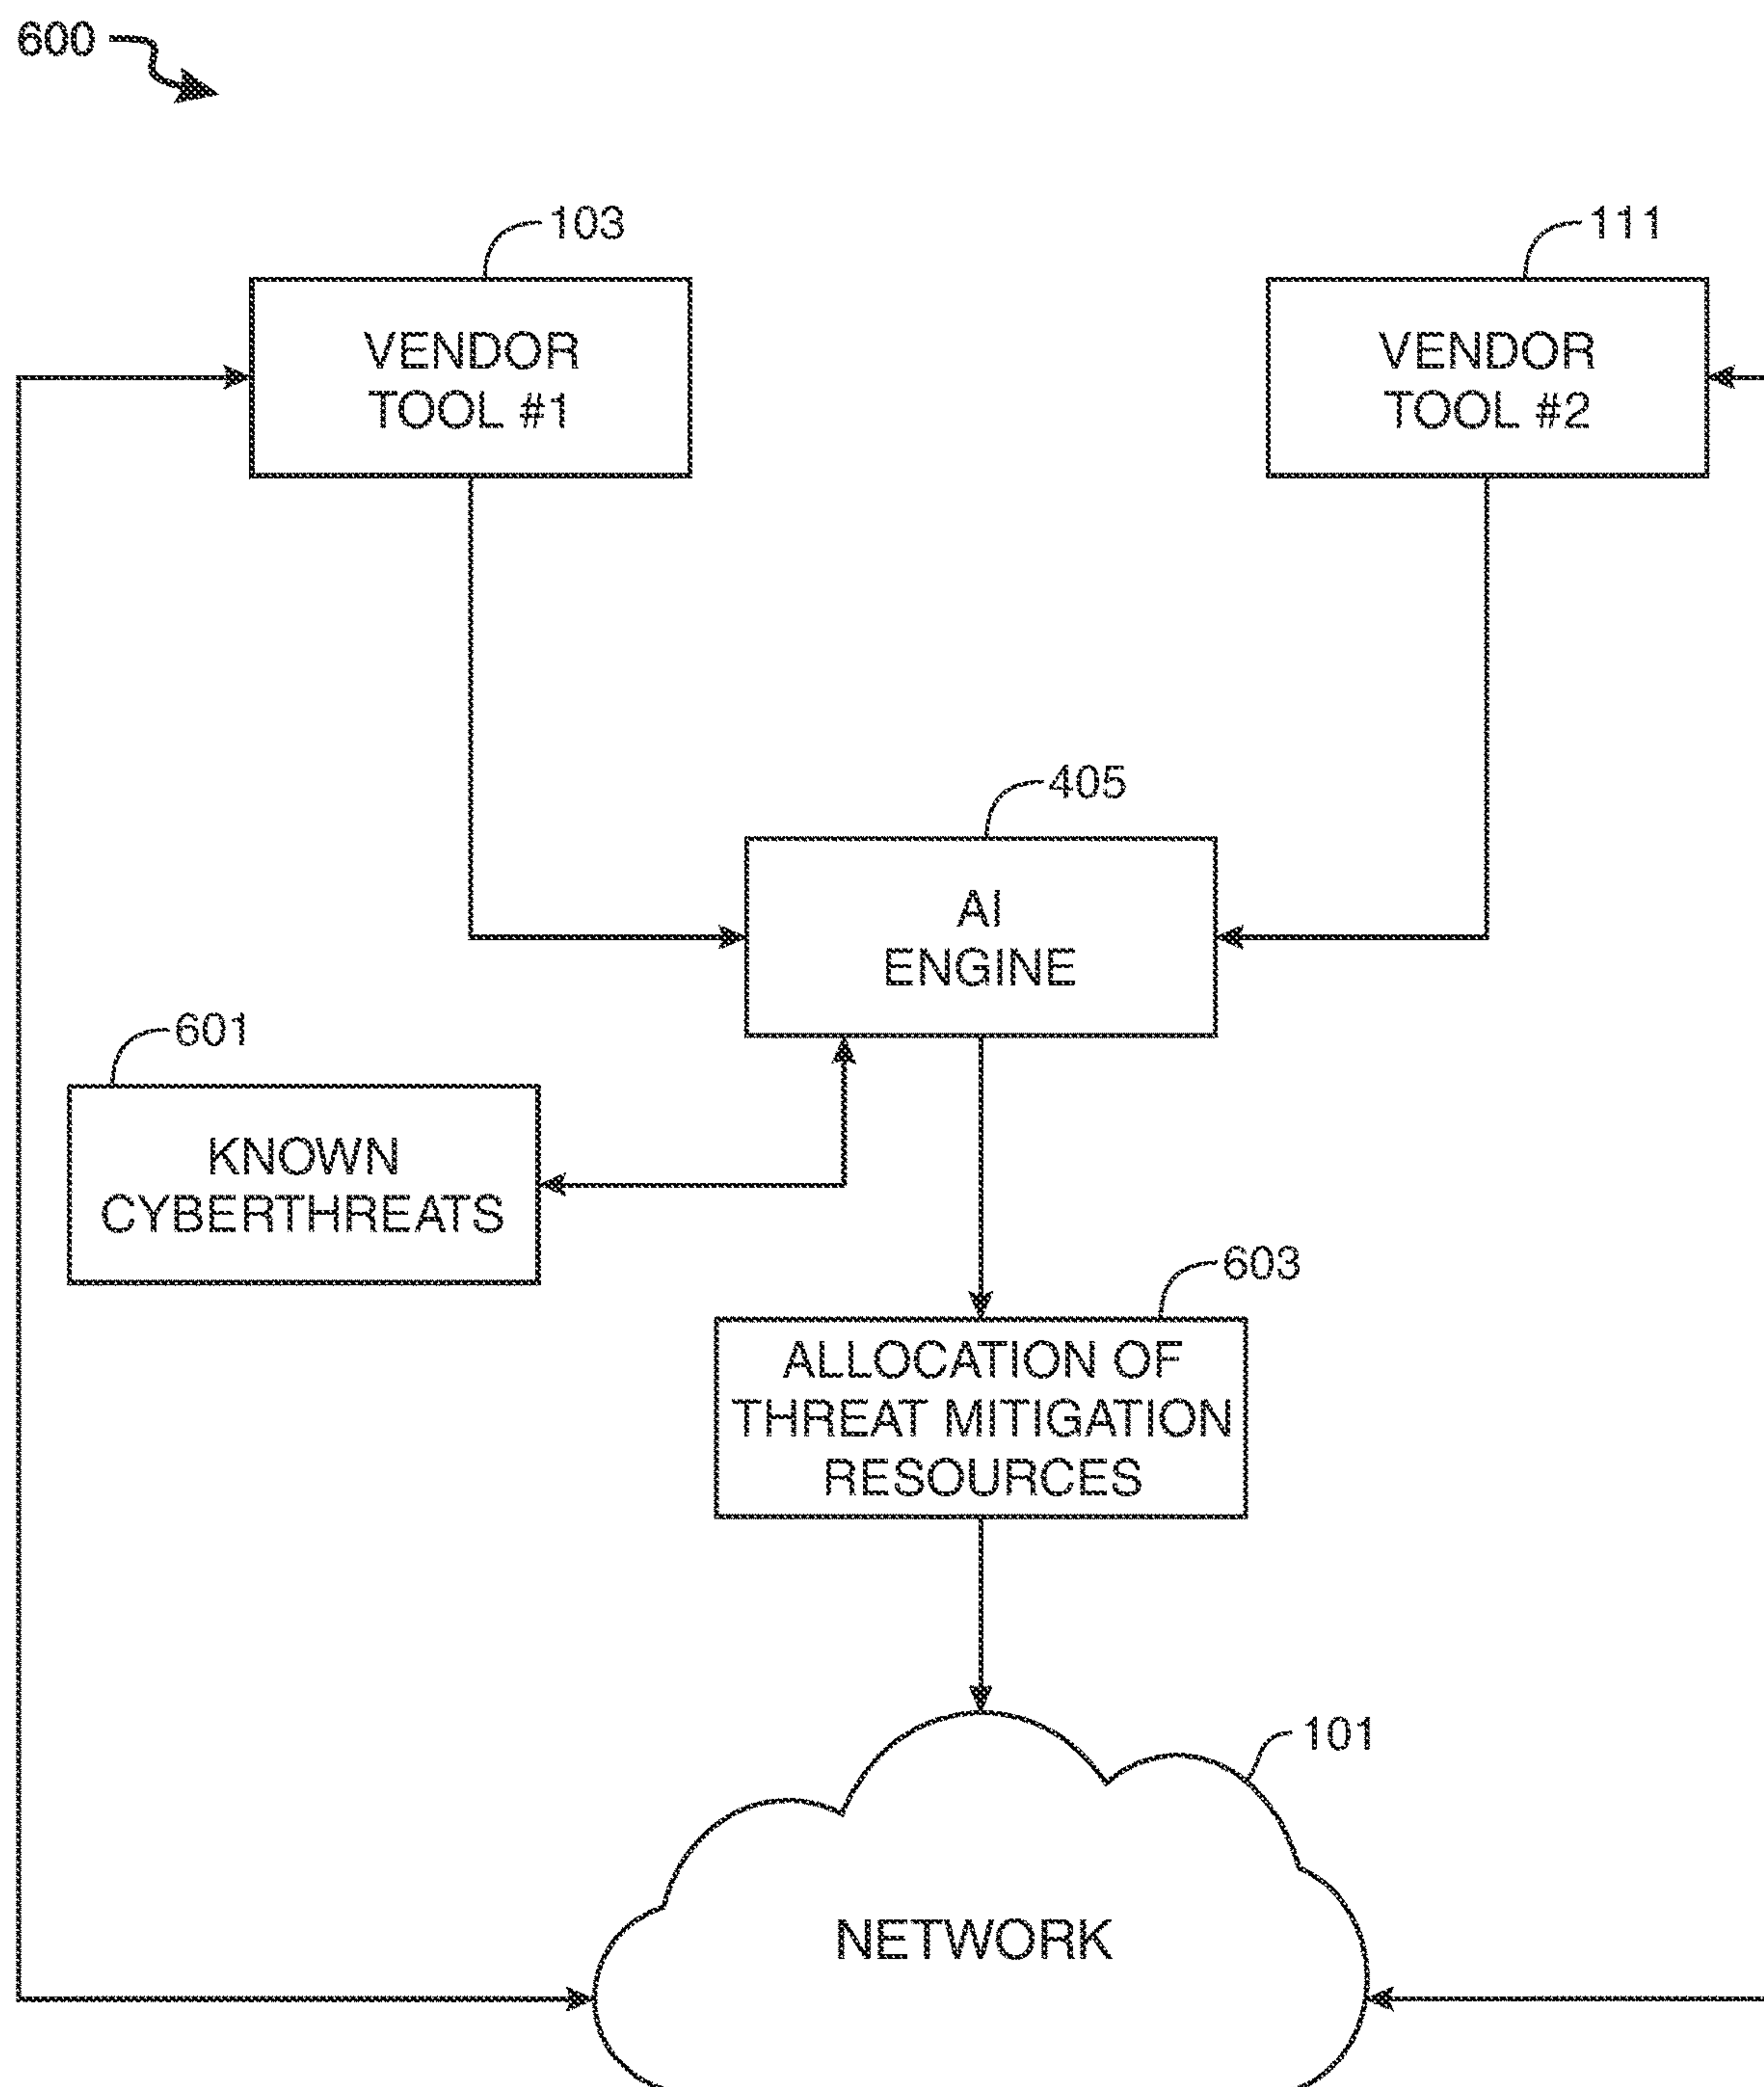 600
103
111
VENDOR
TOOL #1
VENDOR
TOOL #2
405
AI
ENGINE
601
KNOWN
CYBERTHREATS
603
ALLOCATION OF
THREAT MITIGATION
RESOURCES
101
NETWORK